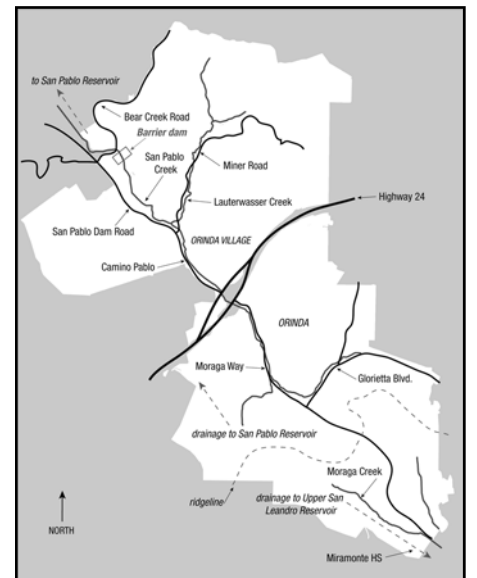 to San Pablo Reservoir
Bear Creek Road
Barrier dam
San Pablo
Creek
Miner Road
Lauterwasser Creek
Highway 24
San Pablo Dam Road
ORINDA VILLAGE
Camino Pablo
ORINDA
Moraga Way
Glorietta Blvd.
drainage to San Pablo Reservoir
Moraga Creek
ridgeline
drainage to Upper San
Leandro Reservoir
NORTH
Miramonte HS